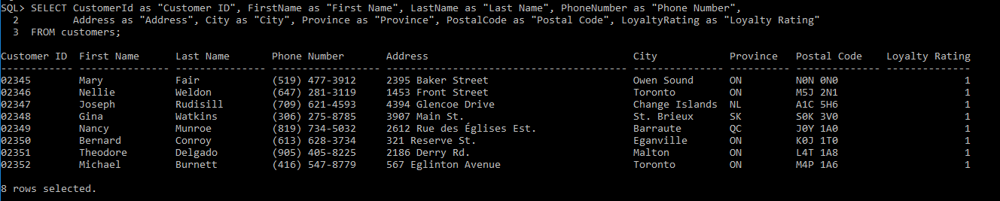 SQL> SELECT CustomerId as "Customer ID", FirstName as "First Name", LastName as "Last Name", PhoneNumber as "Phone Number",
  2         Address as "Address", City as "City", Province as "Province", PostalCode as "Postal Code", LoyaltyRating as "Loyalty Rating"
  3  FROM customers;
Customer ID  First Name      Last Name       Phone Number       Address                                  City            Province   Postal Code    Loyalty Rating
------------ --------------- --------------- ------------------ ---------------------------------------- --------------- ---------- -------------- --------------
02345        Mary            Fair            (519) 477-3912     2395 Baker Street                        Owen Sound      ON         N0N 0N0                     1
02346        Nellie          Weldon          (647) 281-3119     1453 Front Street                        Toronto         ON         M5J 2N1                     1
02347        Joseph          Rudisill        (709) 621-4593     4394 Glencoe Drive                       Change Islands  NL         A1C 5H6                     1
02348        Gina            Watkins         (306) 275-8785     3907 Main St.                            St. Brieux      SK         S0K 3V0                     1
02349        Nancy           Munroe          (819) 734-5032     2612 Rue des Églises Est.                Barraute        QC         J0Y 1A0                     1
02350        Bernard         Conroy          (613) 628-3734     321 Reserve St.                          Eganville       ON         K0J 1T0                     1
02351        Theodore        Delgado         (905) 405-8225     2186 Derry Rd.                           Malton          ON         L4T 1A8                     1
02352        Michael         Burnett         (416) 547-8779     567 Eglinton Avenue                      Toronto         ON         M4P 1A6                     1
8 rows selected.